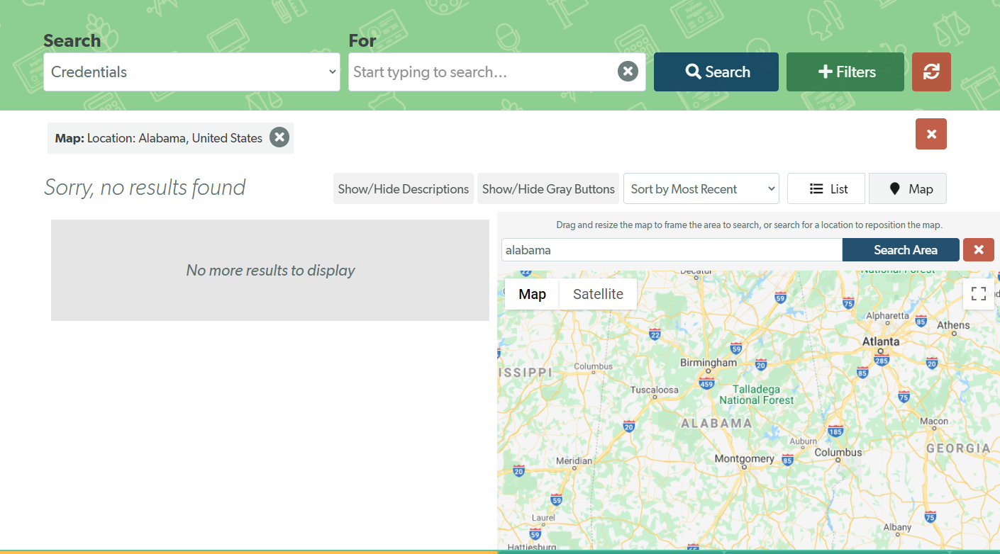 Search
For
Credentials
Start typing to search...
Search
Filters
Map: Location: Alabama, United States
Sorry, no results found
Show/Hide Descriptions
Show/Hide Gray Buttons
Sort by Most Recent
List
Map
No more results to display
Drag and resize the map to frame the area to search, or search for a location to reposition the map.
alabama
Search Area
Map
Satellite
22
Decatur
National Forest
59
75
Alpharetta
85
Athens
22
Atlanta
59
285
20
Birmingham
20
Columbus
85
ISSIPPI
459
Tuscaloosa
Talladega
National Forest
75
ALABAMA
20
185
Macon
Auburn
Columbus
GEORGIA
Montgomery
85
Meridian
20
59
Laurel
75
Albany
59
Hattiesburg
65